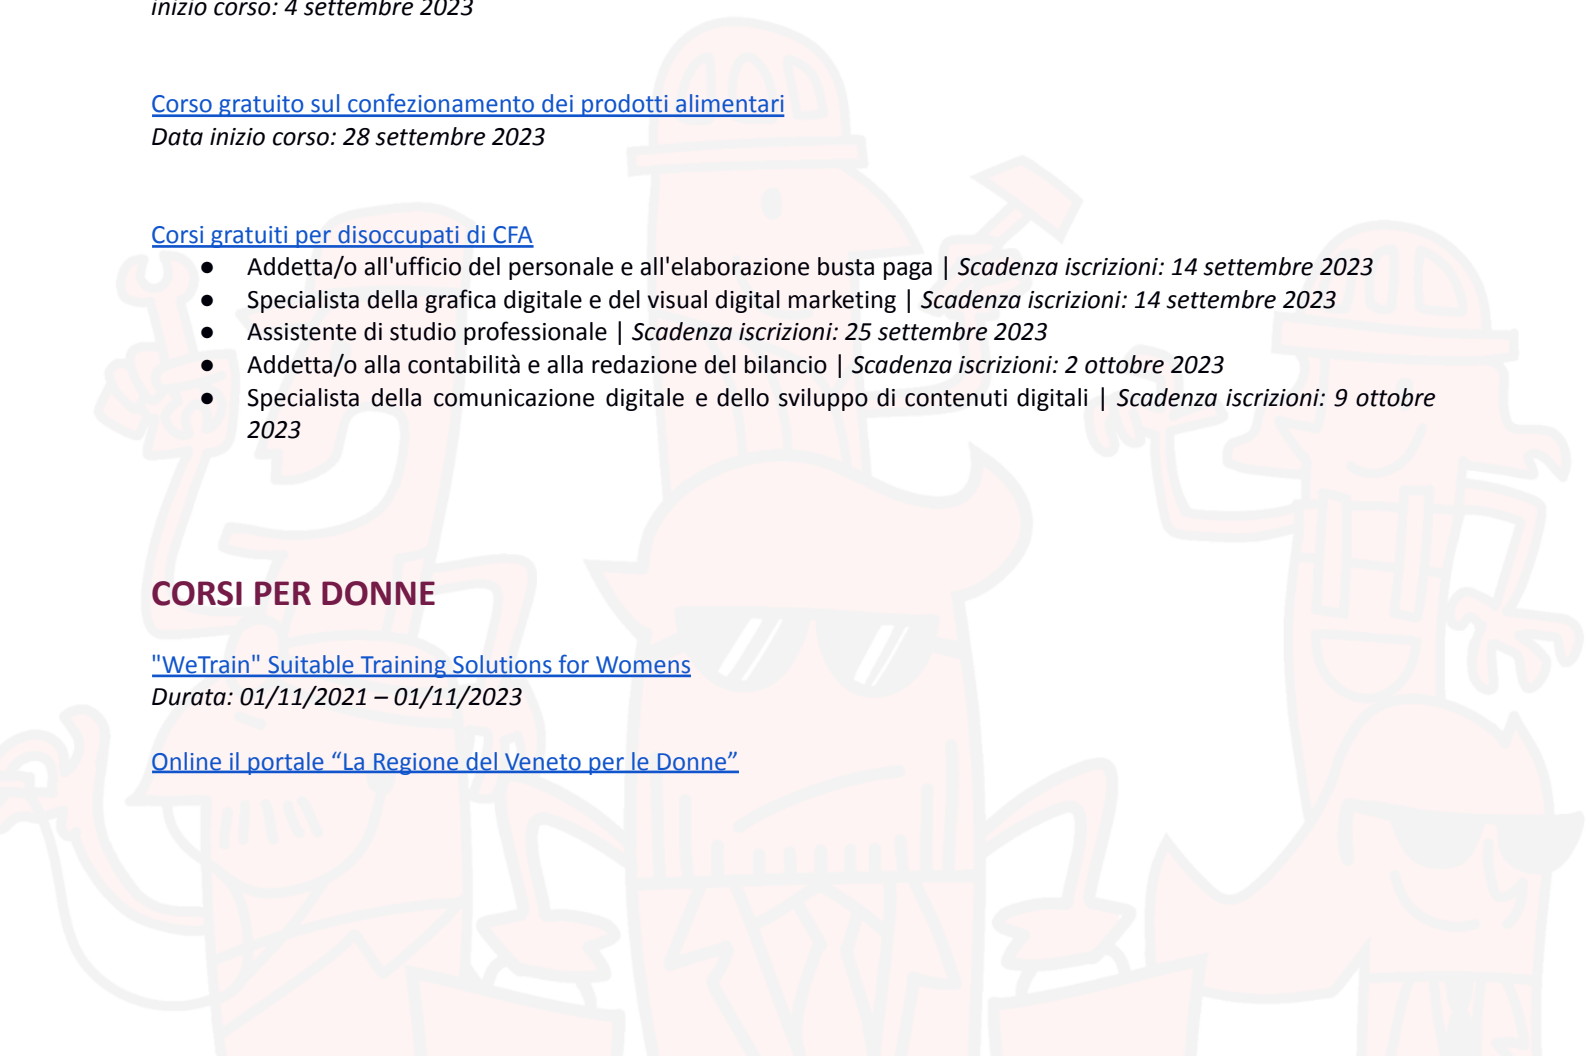 inizio corso: 4 settembre 2023
Corso gratuito sul confezionamento dei prodotti alimentari
Data inizio corso: 28 settembre 2023
Corsi gratuiti per disoccupati di CFA
● Addetta/o all'ufficio del personale e all'elaborazione busta paga | Scadenza iscrizioni: 14 settembre 2023
● Specialista della grafica digitale e del visual digital marketing | Scadenza iscrizioni: 14 settembre 2023
● Assistente di studio professionale | Scadenza iscrizioni: 25 settembre 2023
● Addetta/o alla contabilità e alla redazione del bilancio | Scadenza iscrizioni: 2 ottobre 2023
● Specialista della comunicazione digitale e dello sviluppo di contenuti digitali | Scadenza iscrizioni: 9 ottobre
2023
CORSI PER DONNE
"WeTrain" Suitable Training Solutions for Womens
Durata: 01/11/2021 – 01/11/2023
Online il portale “La Regione del Veneto per le Donne”